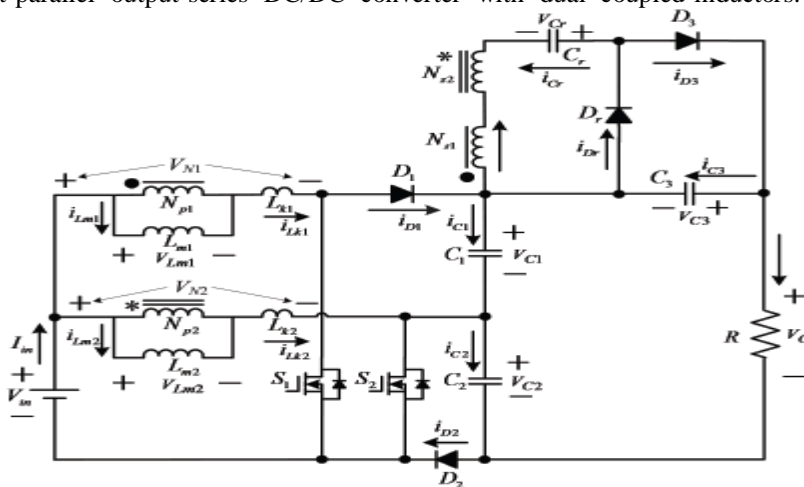 t parallel output-series DC/DC converter with dual coupled-inductors.
− V_Cr + D_3
* C_r
N_s2 i_Cr i_D3
D_r
N_s1 i_Dr
V_N1 D_1 C_3 i_C3
+ − − V_C3 +
N_p1 L_k1 i_D1 i_C1
i_Lm1 L_m1 i_Lk1 C_1 + V_C1 −
+ V_Lm1 −
V_N2
+ − +
* N_p2 L_k2 R
I_in i_Lm2 L_m2 i_Lk2 i_C2
+ V_Lm2 − S_1 S_2 C_2 + V_C2 −
+ V_in − −
i_D2